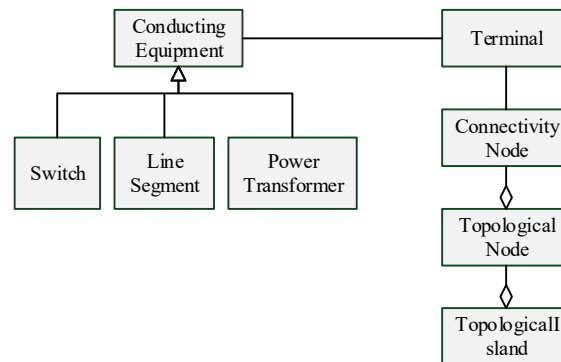 Conducting
Equipment
Terminal
Connectivity
Node
Switch
Line
Segment
Power
Transformer
Topological
Node
TopologicalI
sland